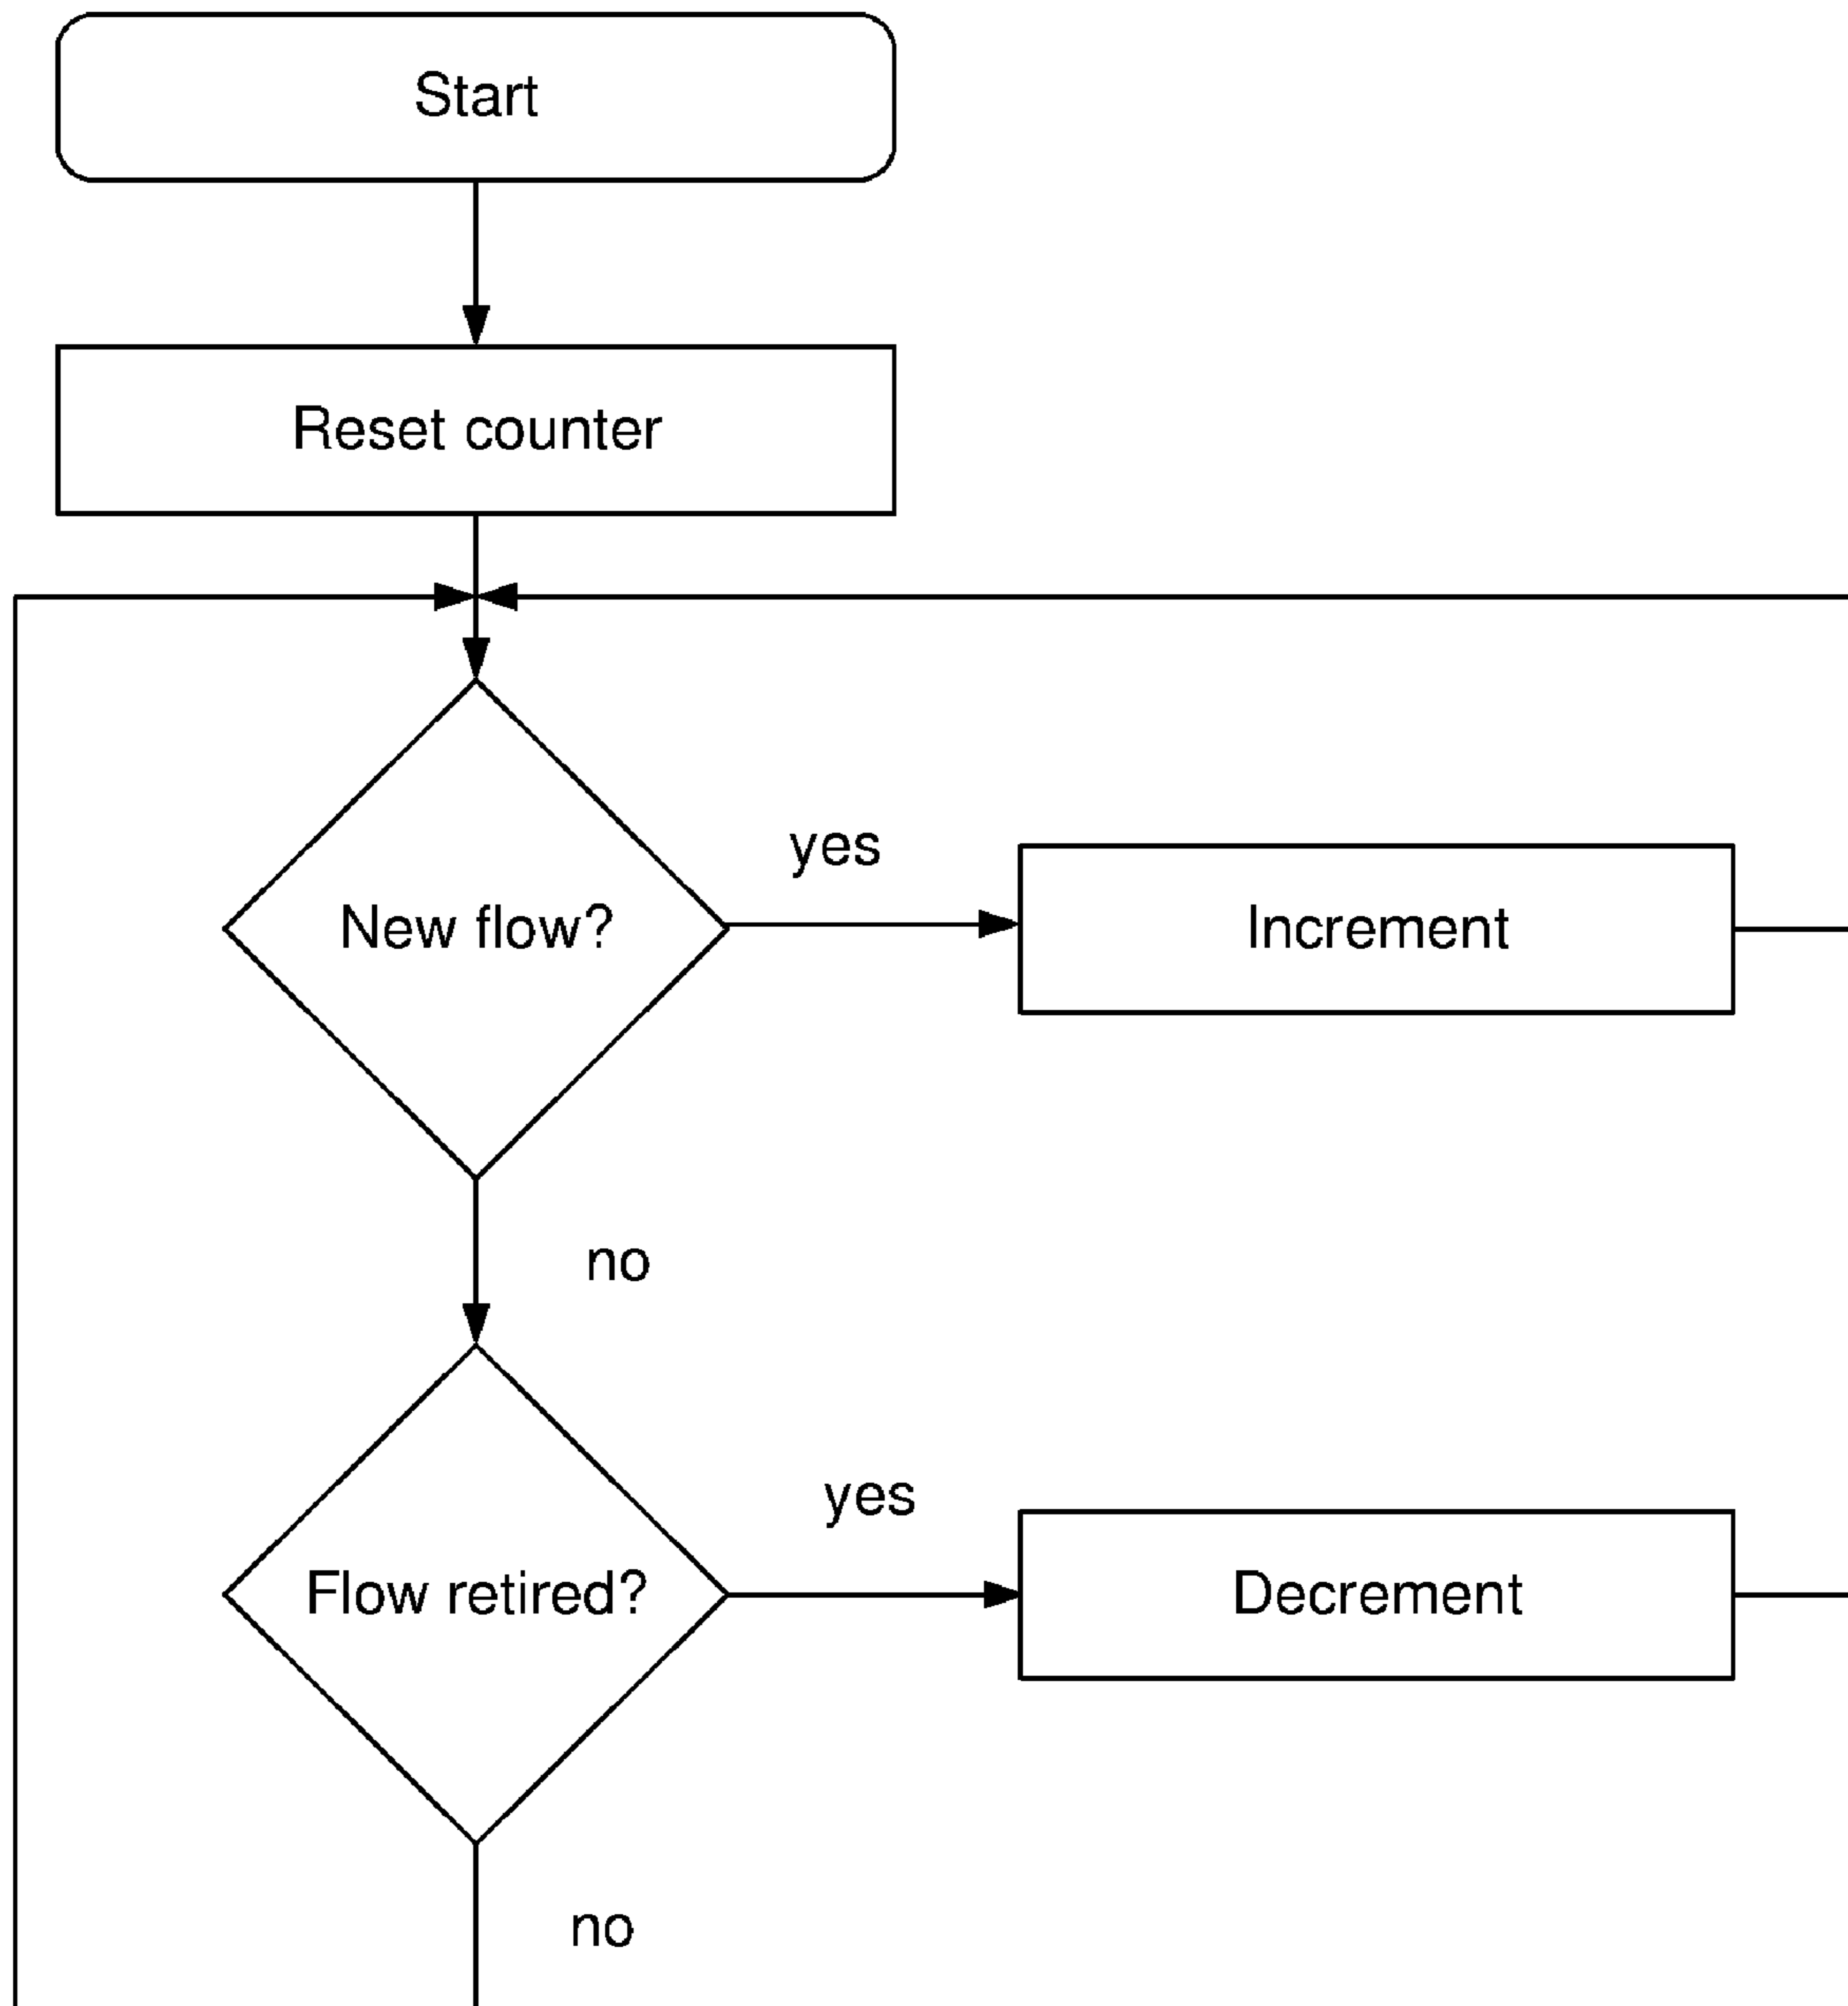 Start
Reset counter
New flow?
yes
Increment
no
Flow retired?
yes
Decrement
no